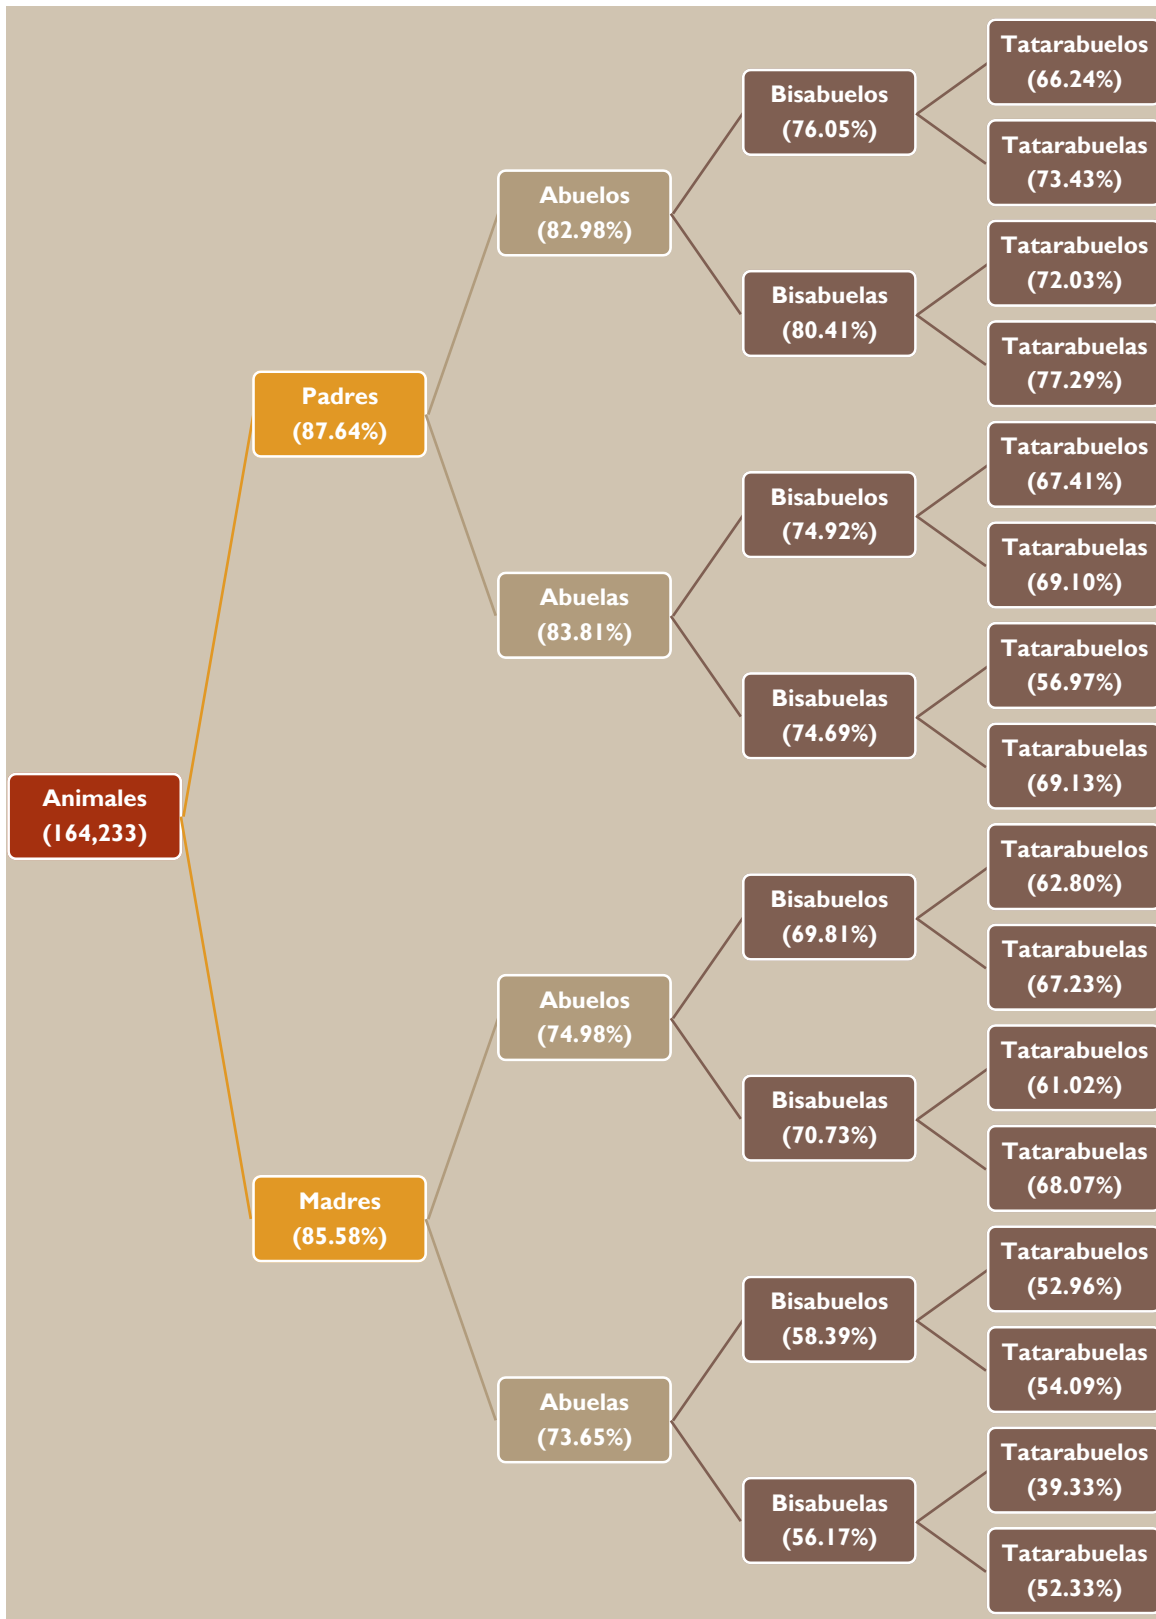 Animales
(164,233)
Padres
(87.64%)
Madres
(85.58%)
Abuelos
(82.98%)
Abuelas
(83.81%)
Abuelos
(74.98%)
Abuelas
(73.65%)
Bisabuelos
(76.05%)
Bisabuelas
(80.41%)
Bisabuelos
(74.92%)
Bisabuelas
(74.69%)
Bisabuelos
(69.81%)
Bisabuelas
(70.73%)
Bisabuelos
(58.39%)
Bisabuelas
(56.17%)
Tatarabuelos
(66.24%)
Tatarabuelas
(73.43%)
Tatarabuelos
(72.03%)
Tatarabuelas
(77.29%)
Tatarabuelos
(67.41%)
Tatarabuelas
(69.10%)
Tatarabuelos
(56.97%)
Tatarabuelas
(69.13%)
Tatarabuelos
(62.80%)
Tatarabuelas
(67.23%)
Tatarabuelos
(61.02%)
Tatarabuelas
(68.07%)
Tatarabuelos
(52.96%)
Tatarabuelas
(54.09%)
Tatarabuelos
(39.33%)
Tatarabuelas
(52.33%)